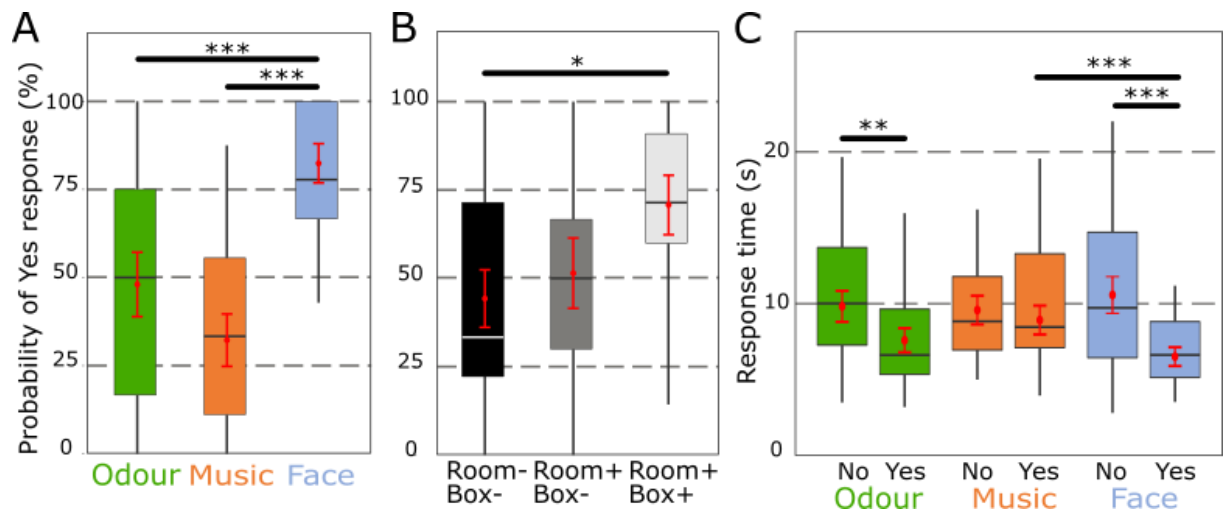 A
Probability of Yes response (%)
100
75
50
25
0
***
***
Odour Music Face
B
100
75
50
25
0
*
Room- Room+ Room+
Box- Box- Box+
C
Response time (s)
20
10
0
**
***
***
No Yes No Yes No Yes
Odour Music Face